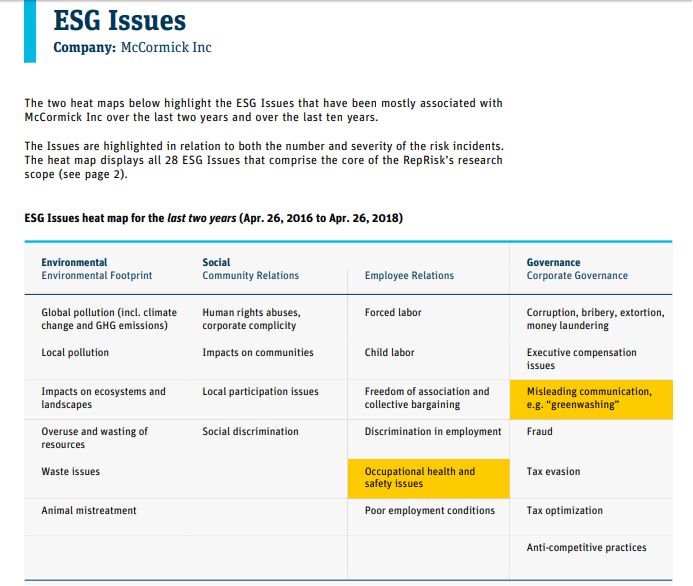 ESG Issues
Company: McCormick Inc
The two heat maps below highlight the ESG Issues that have been mostly associated with
McCormick Inc over the last two years and over the last ten years.
The Issues are highlighted in relation to both the number and severity of the risk incidents.
The heat map displays all 28 ESG Issues that comprise the core of the RepRisk's research
scope (see page 2).
ESG Issues heat map for the last two years (Apr. 26, 2016 to Apr. 26, 2018)
Environmental
Environmental Footprint
Social
Community Relations
Employee Relations
Governance
Corporate Governance
Global pollution (incl. climate
change and GHG emissions)
Human rights abuses,
corporate complicity
Forced labor
Corruption, bribery, extortion,
money laundering
Local pollution
Impacts on communities
Child labor
Executive compensation
issues
Impacts on ecosystems and
landscapes
Local participation issues
Freedom of association and
collective bargaining
Misleading communication,
e.g. “greenwashing”
Overuse and wasting of
resources
Social discrimination
Discrimination in employment
Fraud
Waste issues
Occupational health and
safety issues
Tax evasion
Animal mistreatment
Poor employment conditions
Tax optimization
Anti-competitive practices